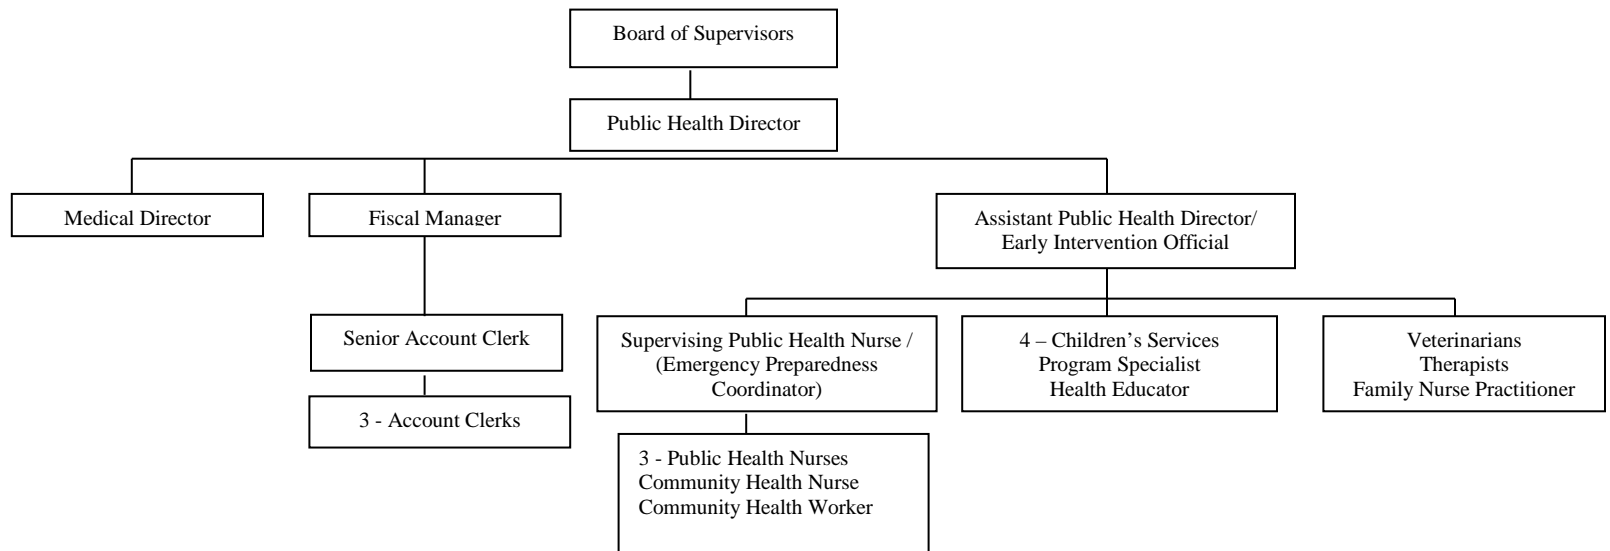 Board of Supervisors
Public Health Director
Medical Director
Fiscal Manager
Assistant Public Health Director/
Early Intervention Official
Senior Account Clerk
3 - Account Clerks
Supervising Public Health Nurse /
(Emergency Preparedness
Coordinator)
3 - Public Health Nurses
Community Health Nurse
Community Health Worker
4 – Children’s Services
Program Specialist
Health Educator
Veterinarians
Therapists
Family Nurse Practitioner